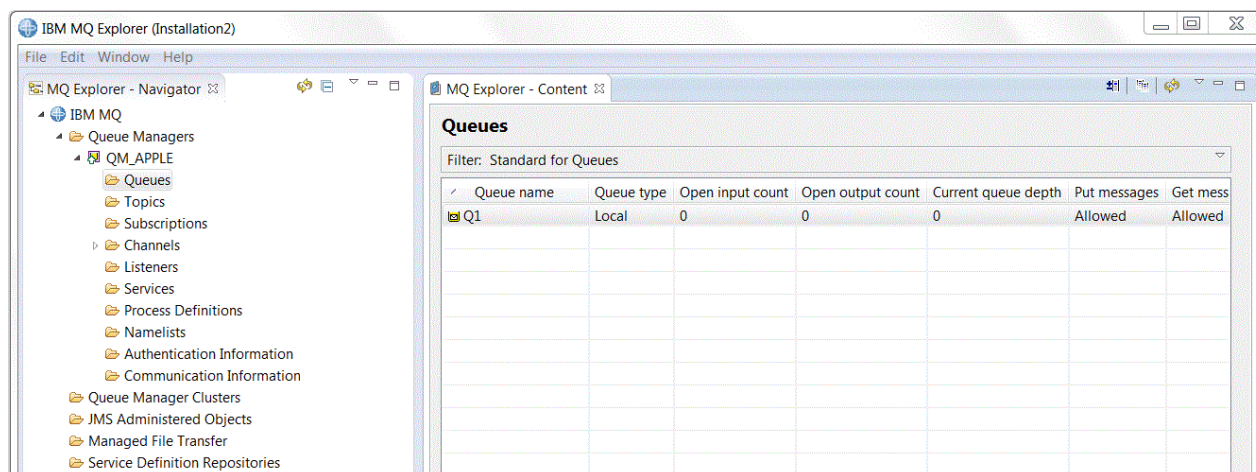 IBM MQ Explorer (Installation2)
File Edit Window Help
MQ Explorer - Navigator
IBM MQ
Queue Managers
QM_APPLE
Queues
Topics
Subscriptions
Channels
Listeners
Services
Process Definitions
Namelists
Authentication Information
Communication Information
Queue Manager Clusters
JMS Administered Objects
Managed File Transfer
Service Definition Repositories
MQ Explorer - Content
Queues
Filter: Standard for Queues
Queue name Queue type Open input count Open output count Current queue depth Put messages Get mess
Q1 Local 0 0 0 Allowed Allowed